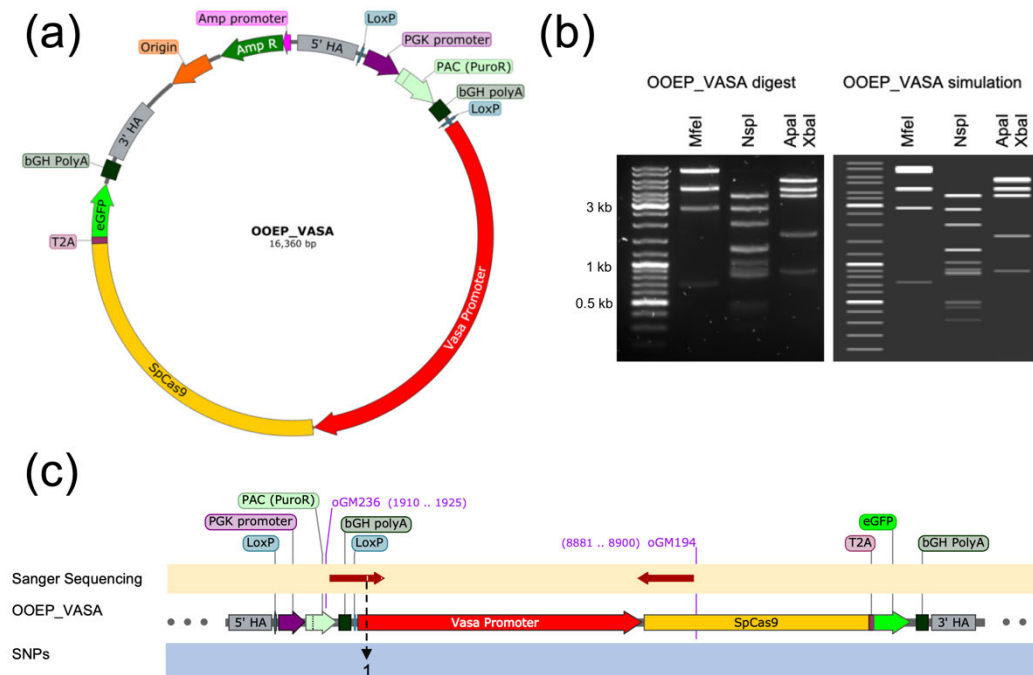 (a)
Amp promoter
LoxP
5' HA
PGK promoter
Origin
Amp R
PAC (PuroR)
bGH polyA
LoxP
3' HA
bGH PolyA
eGFP
T2A
OOEP_VASA
16,360 bp
Vasa Promoter
SpCas9
(b)
OOEP_VASA digest
OOEP_VASA simulation
MfeI
NspI
ApaI
XbaI
MfeI
NspI
ApaI
XbaI
3 kb
1 kb
0.5 kb
(c)
PAC (PuroR)
oGM236 (1910 .. 1925)
PGK promoter
bGH polyA
eGFP
LoxP
LoxP
(8881 .. 8900) oGM194
T2A
bGH PolyA
Sanger Sequencing
OOEP_VASA
5' HA
Vasa Promoter
SpCas9
3' HA
SNPs
1